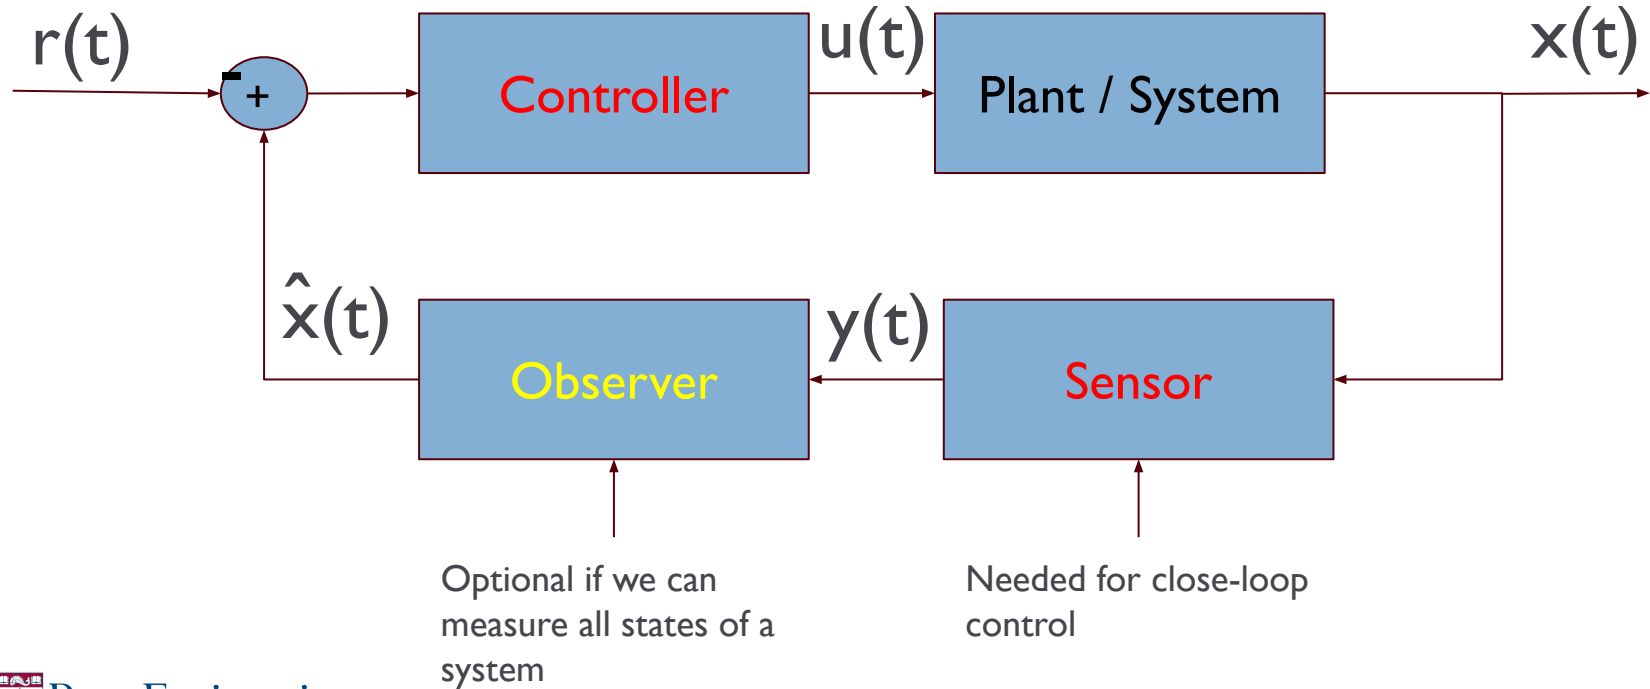 r(t)
-
+
Controller
u(t)
Plant / System
x(t)
x̂(t)
Observer
y(t)
Sensor
Optional if we can
measure all states of a
system
Needed for close-loop
control